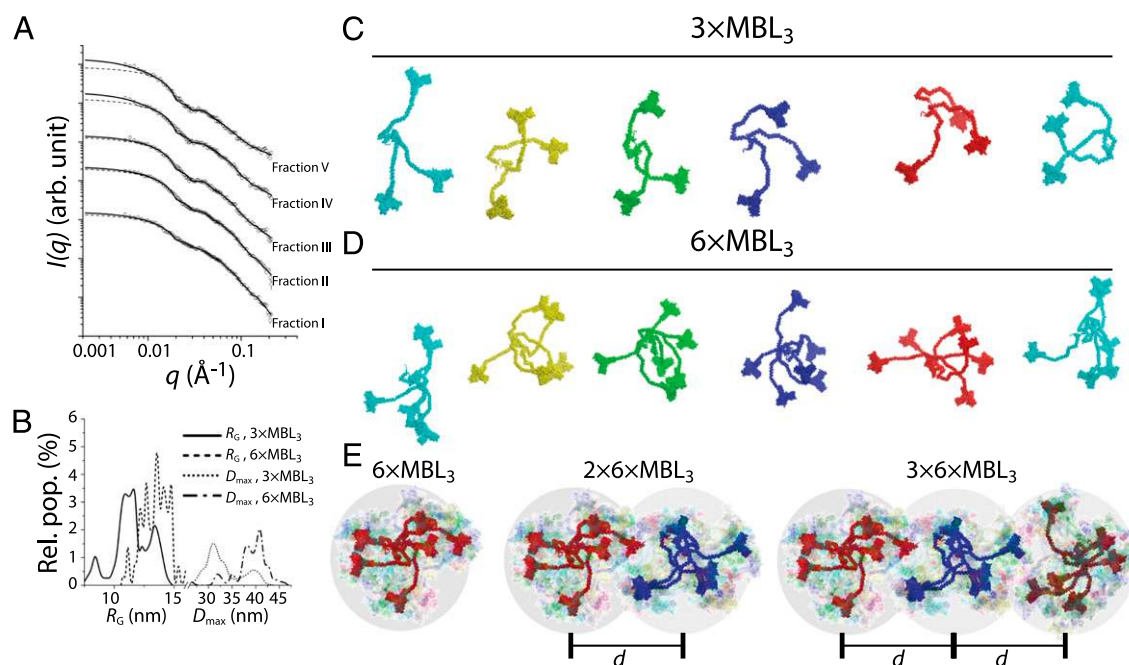 A
I(q) (arb. unit)
Fraction V
Fraction IV
Fraction III
Fraction II
Fraction I
0.001 0.01 0.1
q (Å⁻¹)
B
Rel. pop. (%)
6
5
4
3
2
1
0
R_G , 3×MBL₃
R_G , 6×MBL₃
D_max , 3×MBL₃
D_max , 6×MBL₃
10 15 30 35 40 45
R_G (nm) D_max (nm)
C
3×MBL₃
D
6×MBL₃
E
6×MBL₃ 2×6×MBL₃ 3×6×MBL₃
d d d